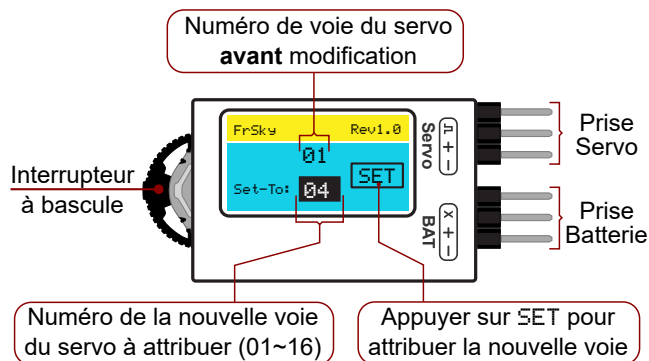 Numéro de voie du servo
avant modification
FrSky Rev1.0
01
Set-To: 04 SET
Servo
+ −
BAT
x + −
Interrupteur
à bascule
Prise
Servo
Prise
Batterie
Numéro de la nouvelle voie
du servo à attribuer (01~16)
Appuyer sur SET pour
attribuer la nouvelle voie